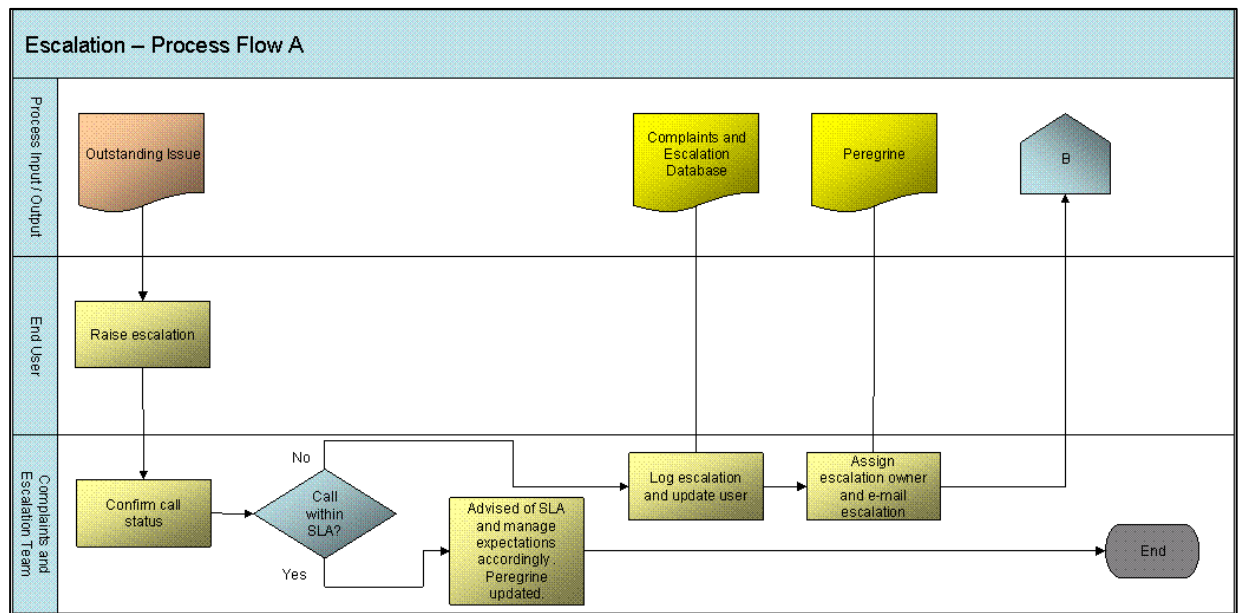 Escalation – Process Flow A
Process Input / Output
Outstanding Issue
Complaints and
Escalation
Database
Peregrine
B
End User
Raise escalation
Complaints and
Escalation Team
Confirm call
status
No
Call
within
SLA?
Yes
Advised of SLA
and manage
expectations
accordingly .
Peregrine
updated.
Log escalation
and update user
Assign
escalation owner
and e-mail
escalation
End